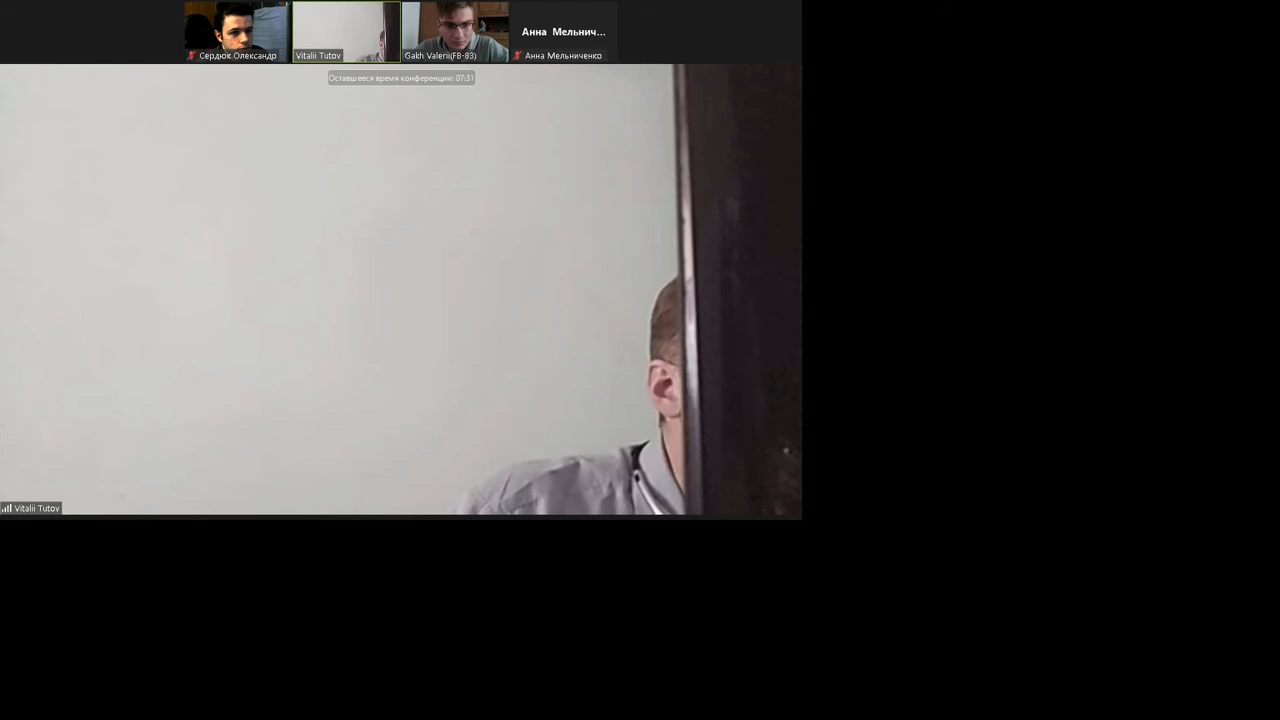 Анна Мельнич...
Сердюк Олександр
Vitalii Tutov
Gakh Valerii(FB-83)
Анна Мельниченко
Оставшееся время конференции: 07:31
Vitalii Tutov